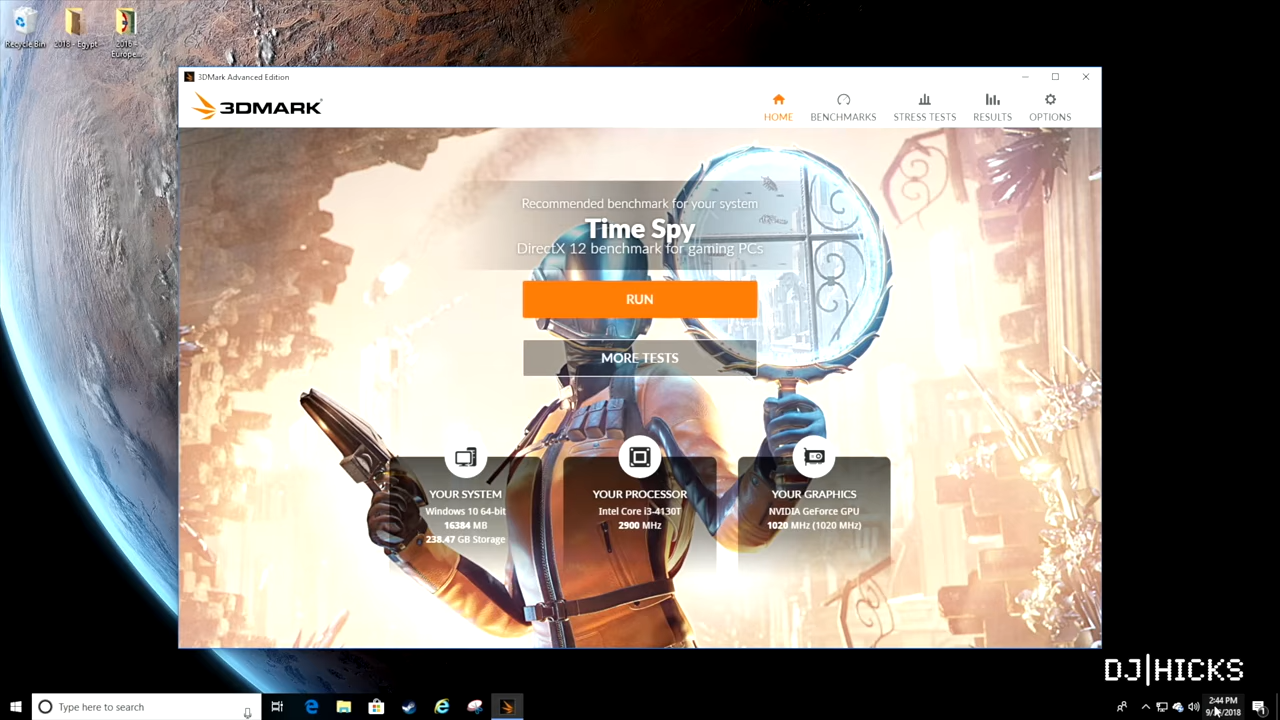 Recycle Bin
2018 - Egypt
2016 -
Europe...
3DMark Advanced Edition
3DMARK
HOME
BENCHMARKS
STRESS TESTS
RESULTS
OPTIONS
Recommended benchmark for your system
Time Spy
DirectX 12 benchmark for gaming PCs
RUN
MORE TESTS
YOUR SYSTEM
Windows 10 64-bit
16384 MB
238.47 GB Storage
YOUR PROCESSOR
Intel Core i3-4130T
2900 MHz
YOUR GRAPHICS
NVIDIA GeForce GPU
1020 MHz (1020 MHz)
DJ|HICKS
Type here to search
2:44 PM